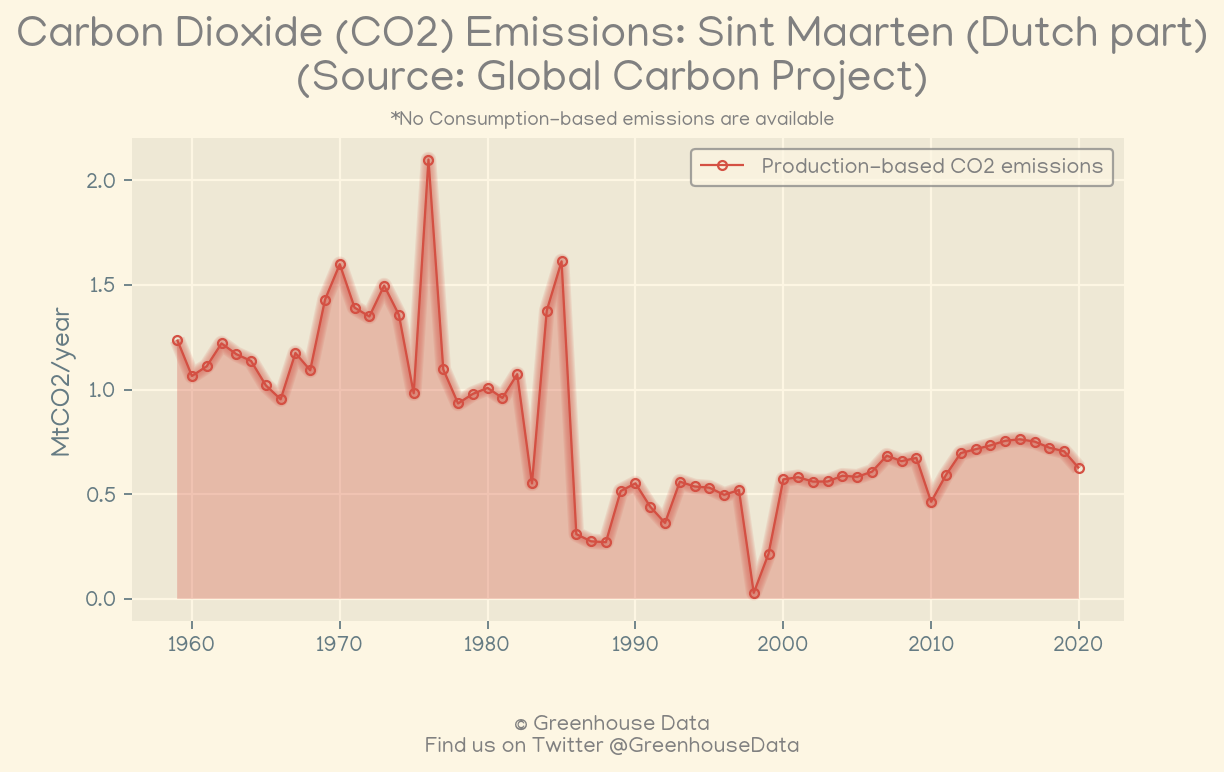 Carbon Dioxide (CO2) Emissions: Sint Maarten (Dutch part)
(Source: Global Carbon Project)
*No Consumption-based emissions are available
Production-based CO2 emissions
MtCO2/year
2.0
1.5
1.0
0.5
0.0
1960 1970 1980 1990 2000 2010 2020
© Greenhouse Data
Find us on Twitter @GreenhouseData